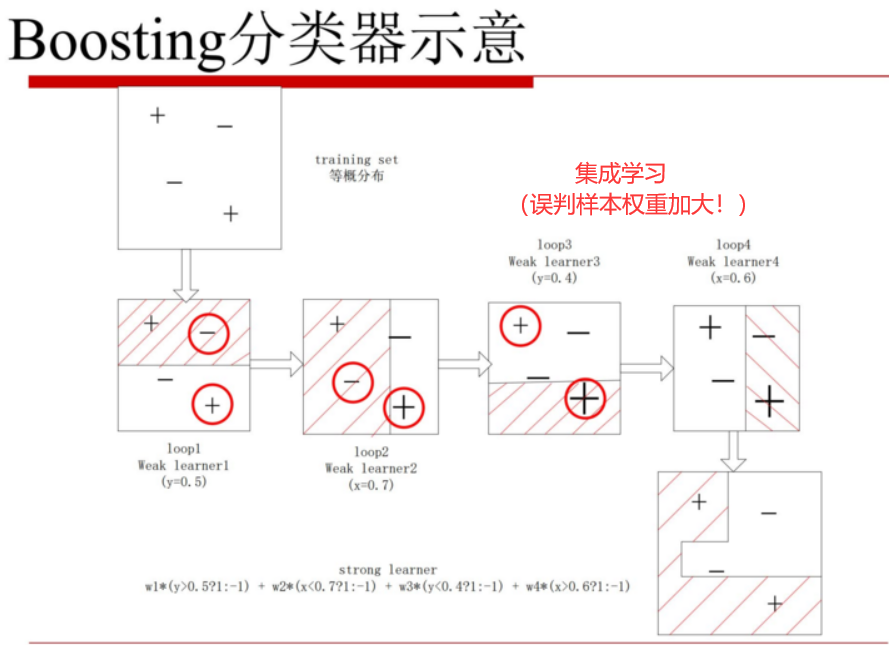 Boosting分类器示意
training set
等概分布
集成学习
（误判样本权重加大！）
loop3
Weak learner3
(y=0.4)
loop4
Weak learner4
(x=0.6)
loop1
Weak learner1
(y=0.5)
loop2
Weak learner2
(x=0.7)
strong learner
w1*(y>0.5?1:-1) + w2*(x<0.7?1:-1) + w3*(y<0.4?1:-1) + w4*(x>0.6?1:-1)